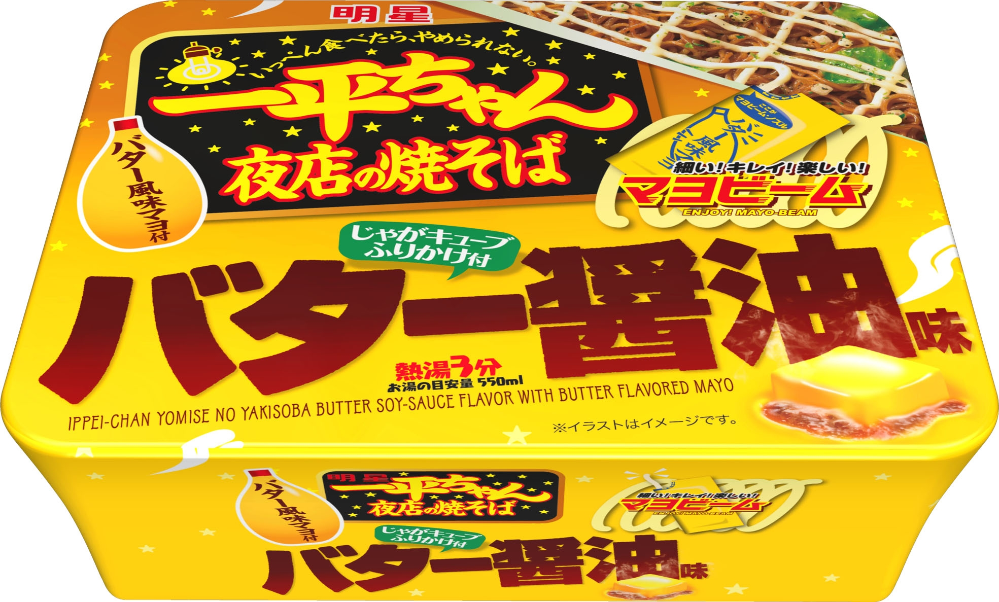 明星
いっぺん食べたら、やめられない。
一平ちゃん
夜店の焼そば
バター風味マヨ付
ここが
マヨビーム・ノズル
バター風味
細い!キレイ!楽しい!
マヨビーム
ENJOY! MAYO-BEAM
じゃがキューブ
ふりかけ付
バター醤油味
熱湯3分
お湯の目安量 550ml
IPPEI-CHAN YOMISE NO YAKISOBA BUTTER SOY-SAUCE FLAVOR WITH BUTTER FLAVORED MAYO
※イラストはイメージです。
バター風味マヨ付
明星
一平ちゃん
夜店の焼そば
細い!キレイ!楽しい!
マヨビーム
ENJOY! MAYO-BEAM
じゃがキューブ
ふりかけ付
バター醤油味